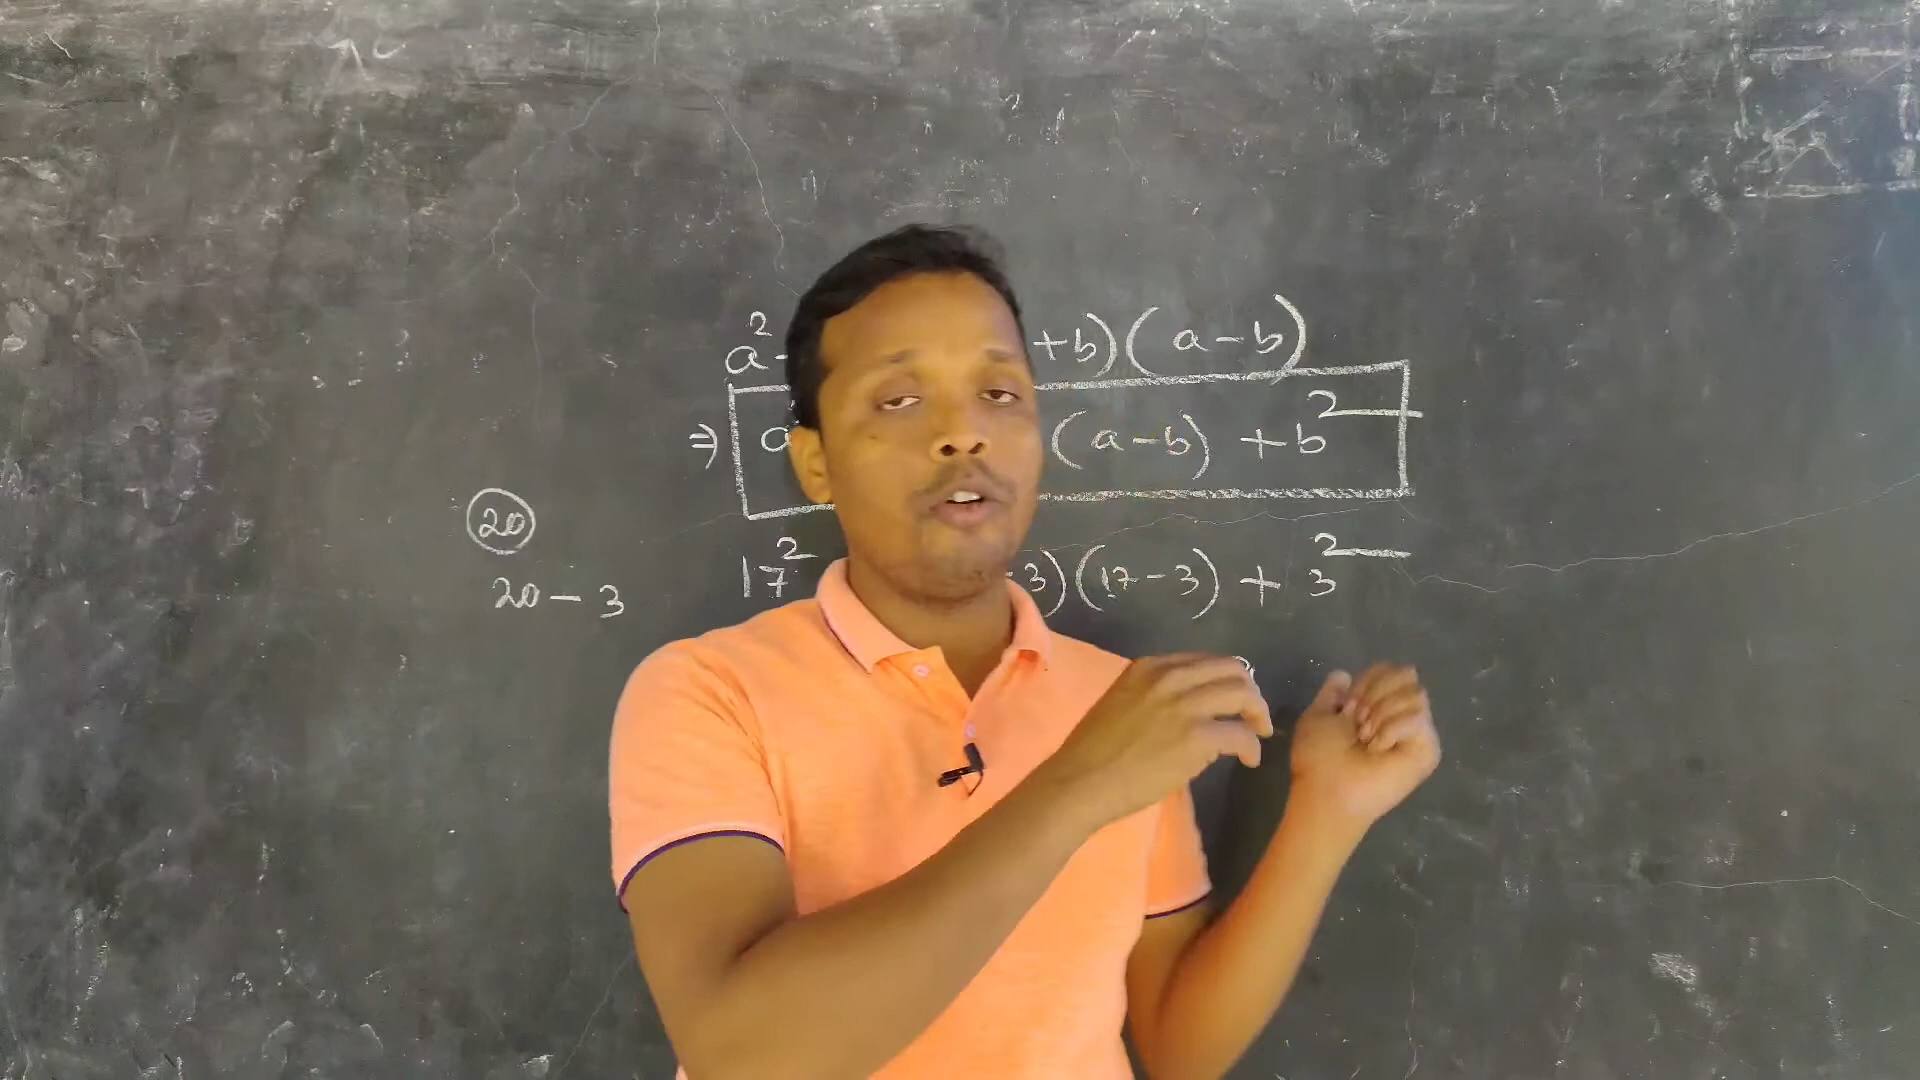 a² - +b)(a-b)
⇒ a (a-b) +b²
20
17² 3)(17-3) + 3²
20-3